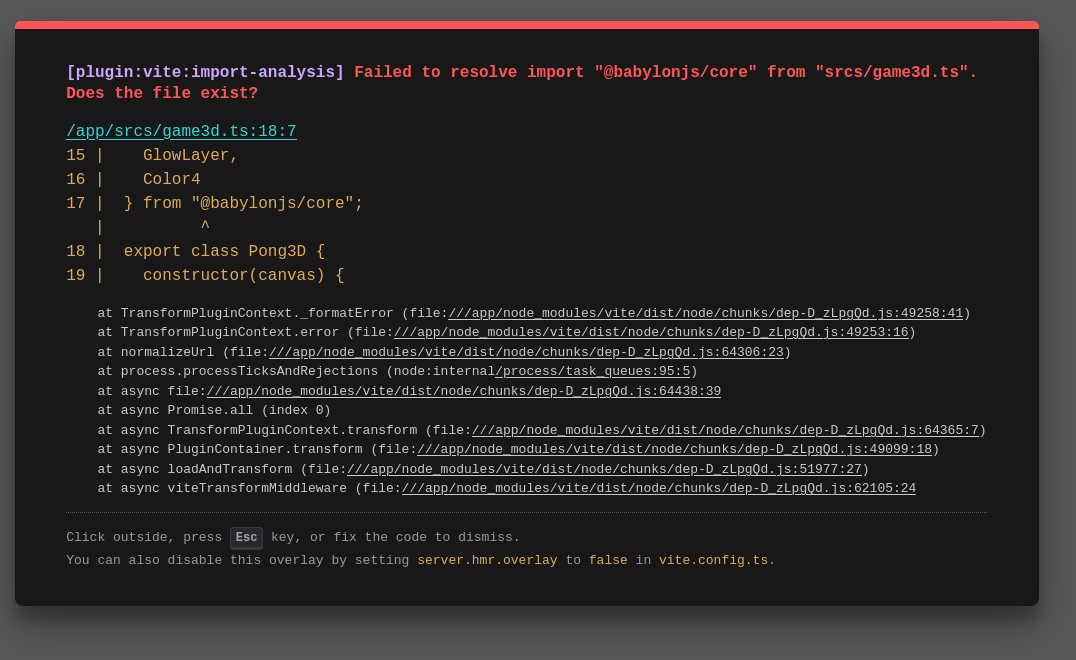 [plugin:vite:import-analysis] Failed to resolve import "@babylonjs/core" from "srcs/game3d.ts".
Does the file exist?
/app/srcs/game3d.ts:18:7
15 |    GlowLayer,
16 |    Color4
17 |  } from "@babylonjs/core";
   |          ^
18 |  export class Pong3D {
19 |    constructor(canvas) {
    at TransformPluginContext._formatError (file:///app/node_modules/vite/dist/node/chunks/dep-D_zLpgQd.js:49258:41)
    at TransformPluginContext.error (file:///app/node_modules/vite/dist/node/chunks/dep-D_zLpgQd.js:49253:16)
    at normalizeUrl (file:///app/node_modules/vite/dist/node/chunks/dep-D_zLpgQd.js:64306:23)
    at process.processTicksAndRejections (node:internal/process/task_queues:95:5)
    at async file:///app/node_modules/vite/dist/node/chunks/dep-D_zLpgQd.js:64438:39
    at async Promise.all (index 0)
    at async TransformPluginContext.transform (file:///app/node_modules/vite/dist/node/chunks/dep-D_zLpgQd.js:64365:7)
    at async PluginContainer.transform (file:///app/node_modules/vite/dist/node/chunks/dep-D_zLpgQd.js:49099:18)
    at async loadAndTransform (file:///app/node_modules/vite/dist/node/chunks/dep-D_zLpgQd.js:51977:27)
    at async viteTransformMiddleware (file:///app/node_modules/vite/dist/node/chunks/dep-D_zLpgQd.js:62105:24
Click outside, press Esc key, or fix the code to dismiss.
You can also disable this overlay by setting server.hmr.overlay to false in vite.config.ts.